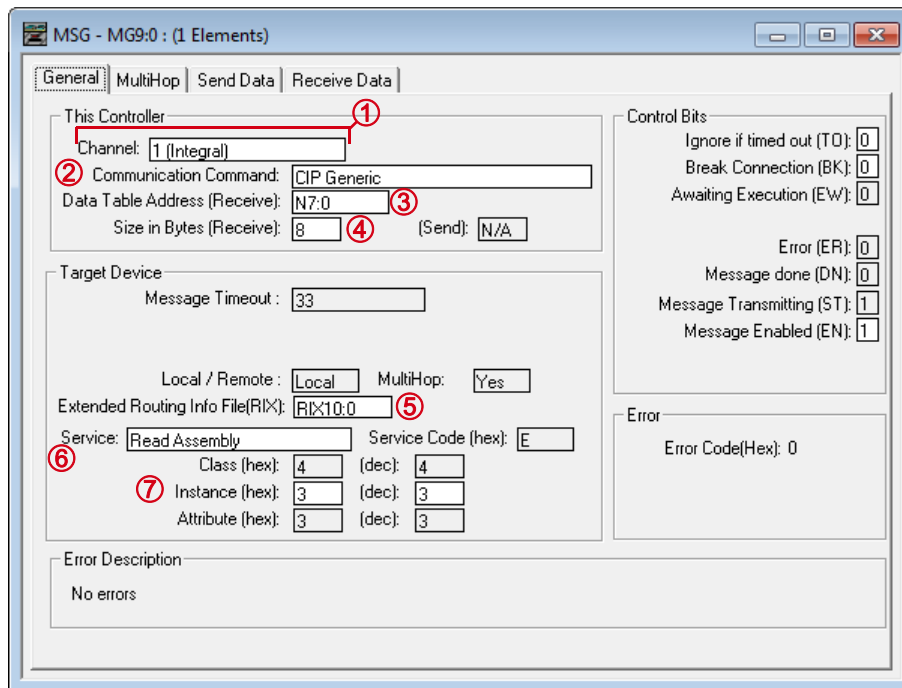 MSG - MG9:0 : (1 Elements)
General MultiHop Send Data Receive Data
This Controller
①
Channel: 1 (Integral)
② Communication Command: CIP Generic
Data Table Address (Receive): N7:0 ③
Size in Bytes (Receive): 8 ④ (Send): N/A
Target Device
Message Timeout : 33
Local / Remote : Local MultiHop: Yes
Extended Routing Info File(RIX): RIX10:0 ⑤
Service: Read Assembly Service Code (hex): E
⑥
Class (hex): 4 (dec): 4
⑦ Instance (hex): 3 (dec): 3
Attribute (hex): 3 (dec): 3
Control Bits
Ignore if timed out (TO): 0
Break Connection (BK): 0
Awaiting Execution (EW): 0
Error (ER): 0
Message done (DN): 0
Message Transmitting (ST): 1
Message Enabled (EN): 1
Error
Error Code(Hex): 0
Error Description
No errors